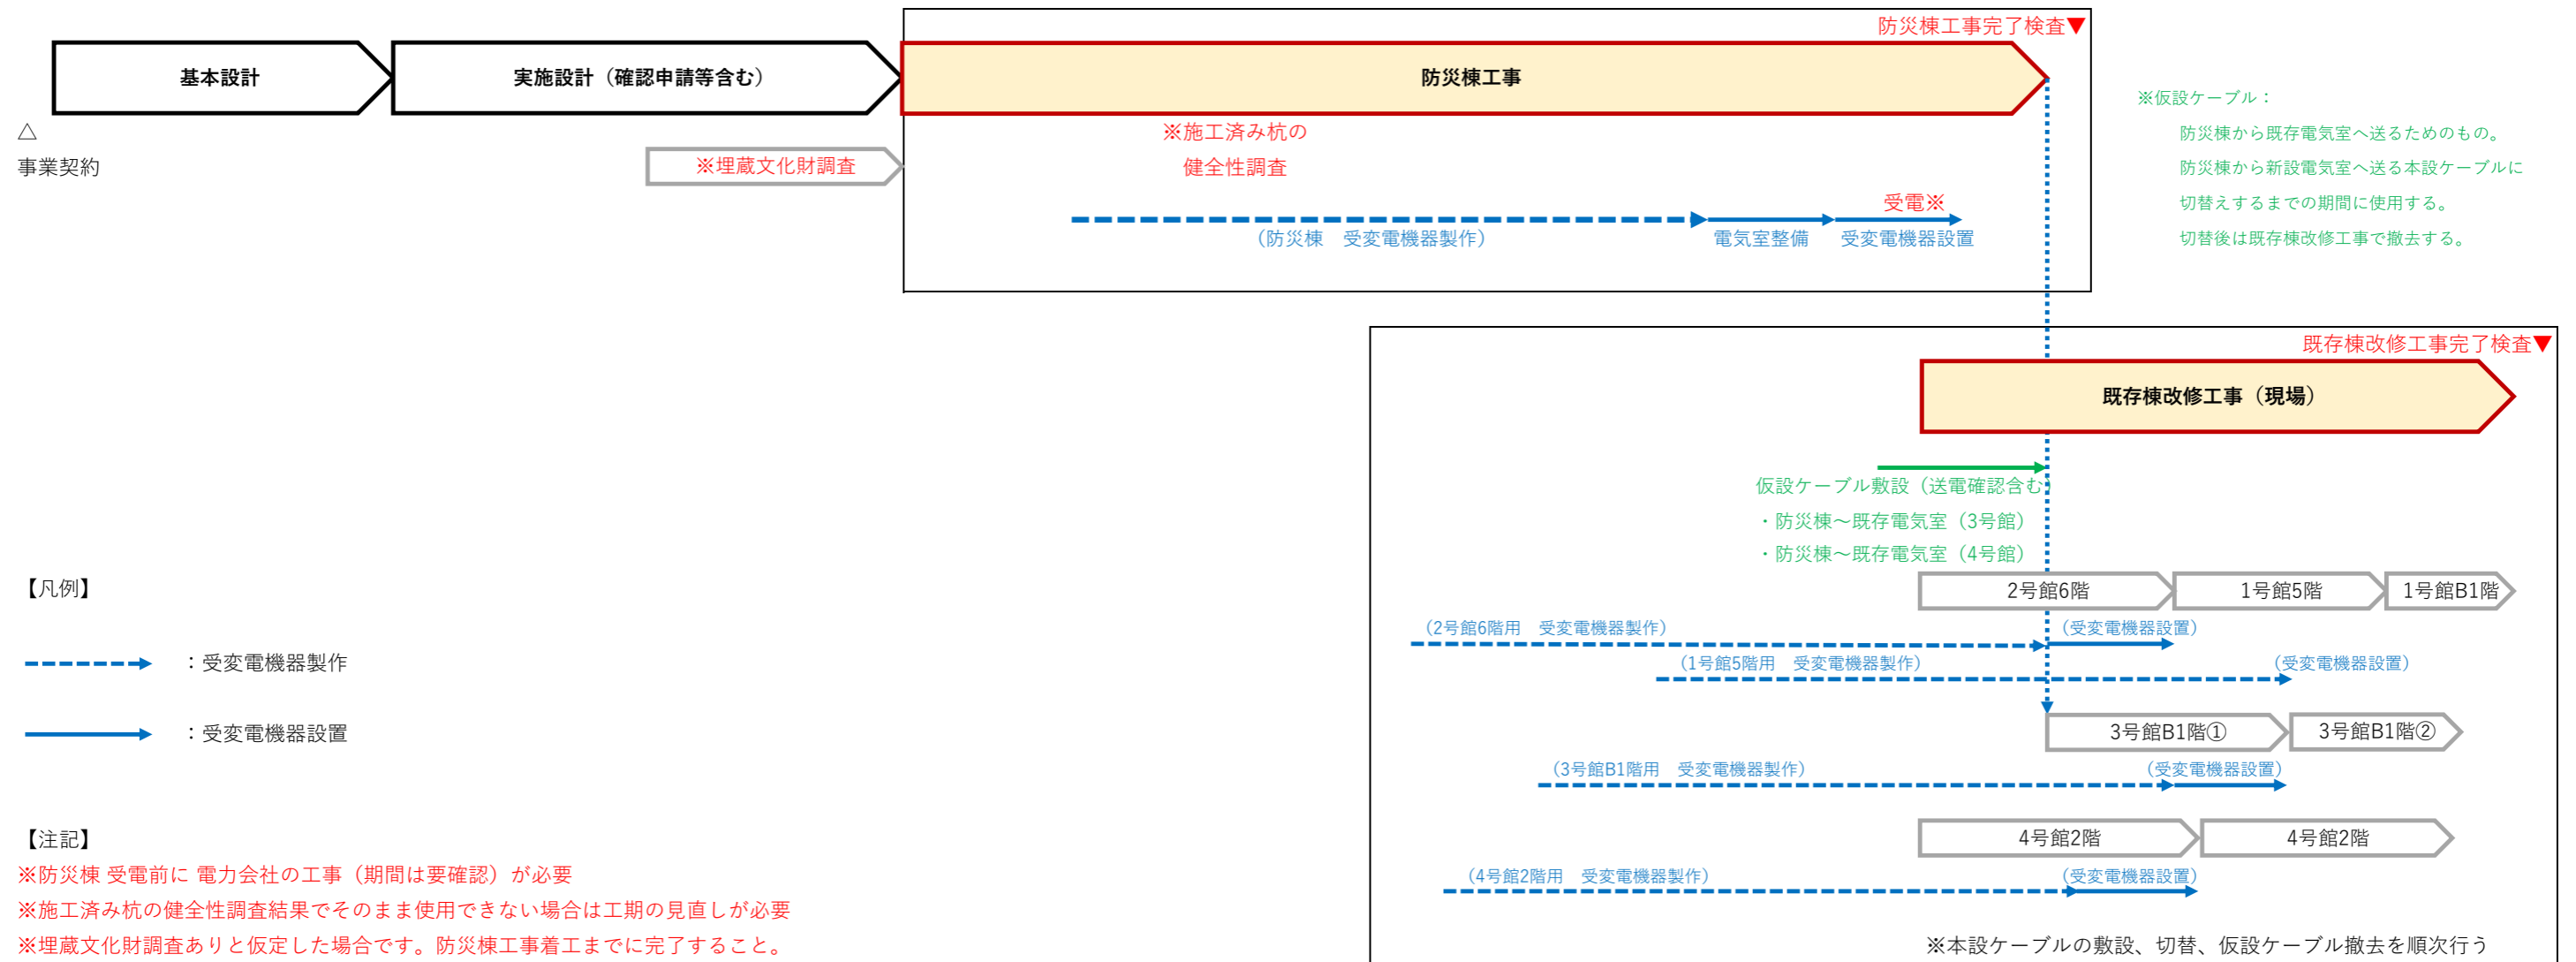 防災棟工事完了検査▼
基本設計
実施設計（確認申請等含む）
防災棟工事
△
事業契約
※埋蔵文化財調査
※施工済み杭の
健全性調査
受電※
（防災棟　受変電機器製作）
電気室整備
受変電機器設置
※仮設ケーブル：
防災棟から既存電気室へ送るためのもの。
防災棟から新設電気室へ送る本設ケーブルに
切替えするまでの期間に使用する。
切替後は既存棟改修工事で撤去する。
既存棟改修工事完了検査▼
既存棟改修工事（現場）
仮設ケーブル敷設（送電確認含む）
・防災棟～既存電気室（3号館）
・防災棟～既存電気室（4号館）
2号館6階
1号館5階
1号館B1階
（2号館6階用　受変電機器製作）
（受変電機器設置）
（1号館5階用　受変電機器製作）
（受変電機器設置）
3号館B1階①
3号館B1階②
（3号館B1階用　受変電機器製作）
（受変電機器設置）
4号館2階
4号館2階
（4号館2階用　受変電機器製作）
（受変電機器設置）
※本設ケーブルの敷設、切替、仮設ケーブル撤去を順次行う
【凡例】
：受変電機器製作
：受変電機器設置
【注記】
※防災棟 受電前に 電力会社の工事（期間は要確認）が必要
※施工済み杭の健全性調査結果でそのまま使用できない場合は工期の見直しが必要
※埋蔵文化財調査ありと仮定した場合です。防災棟工事着工までに完了すること。